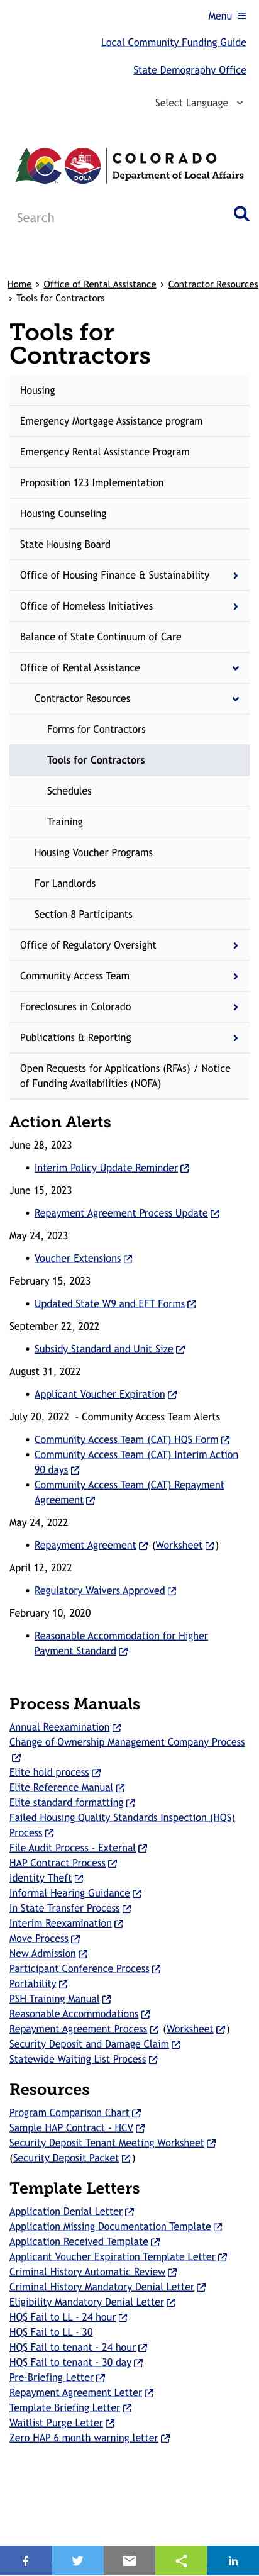 Menu
Local Community Funding Guide
State Demography Office
Select Language
COLORADO
Department of Local Affairs
DOLA
Search
Home › Office of Rental Assistance › Contractor Resources
› Tools for Contractors
Tools for
Contractors
Housing
Emergency Mortgage Assistance program
Emergency Rental Assistance Program
Proposition 123 Implementation
Housing Counseling
State Housing Board
Office of Housing Finance & Sustainability
Office of Homeless Initiatives
Balance of State Continuum of Care
Office of Rental Assistance
Contractor Resources
Forms for Contractors
Tools for Contractors
Schedules
Training
Housing Voucher Programs
For Landlords
Section 8 Participants
Office of Regulatory Oversight
Community Access Team
Foreclosures in Colorado
Publications & Reporting
Open Requests for Applications (RFAs) / Notice
of Funding Availabilities (NOFA)
Action Alerts
June 28, 2023
• Interim Policy Update Reminder
June 15, 2023
• Repayment Agreement Process Update
May 24, 2023
• Voucher Extensions
February 15, 2023
• Updated State W9 and EFT Forms
September 22, 2022
• Subsidy Standard and Unit Size
August 31, 2022
• Applicant Voucher Expiration
July 20, 2022 - Community Access Team Alerts
• Community Access Team (CAT) HQS Form
• Community Access Team (CAT) Interim Action
90 days
• Community Access Team (CAT) Repayment
Agreement
May 24, 2022
• Repayment Agreement (Worksheet)
April 12, 2022
• Regulatory Waivers Approved
February 10, 2020
• Reasonable Accommodation for Higher
Payment Standard
Process Manuals
Annual Reexamination
Change of Ownership Management Company Process
Elite hold process
Elite Reference Manual
Elite standard formatting
Failed Housing Quality Standards Inspection (HQS)
Process
File Audit Process - External
HAP Contract Process
Identity Theft
Informal Hearing Guidance
In State Transfer Process
Interim Reexamination
Move Process
New Admission
Participant Conference Process
Portability
PSH Training Manual
Reasonable Accommodations
Repayment Agreement Process (Worksheet)
Security Deposit and Damage Claim
Statewide Waiting List Process
Resources
Program Comparison Chart
Sample HAP Contract - HCV
Security Deposit Tenant Meeting Worksheet
(Security Deposit Packet)
Template Letters
Application Denial Letter
Application Missing Documentation Template
Application Received Template
Applicant Voucher Expiration Template Letter
Criminal History Automatic Review
Criminal History Mandatory Denial Letter
Eligibility Mandatory Denial Letter
HQS Fail to LL - 24 hour
HQS Fail to LL - 30
HQS Fail to tenant - 24 hour
HQS Fail to tenant - 30 day
Pre-Briefing Letter
Repayment Agreement Letter
Template Briefing Letter
Waitlist Purge Letter
Zero HAP 6 month warning letter